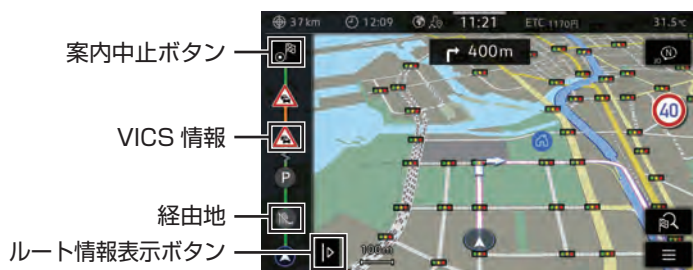 37km 12:09 11:21 ETC 1170円 31.5℃
案内中止ボタン
400m
N
40
VICS 情報
P
経由地
ルート情報表示ボタン
100m